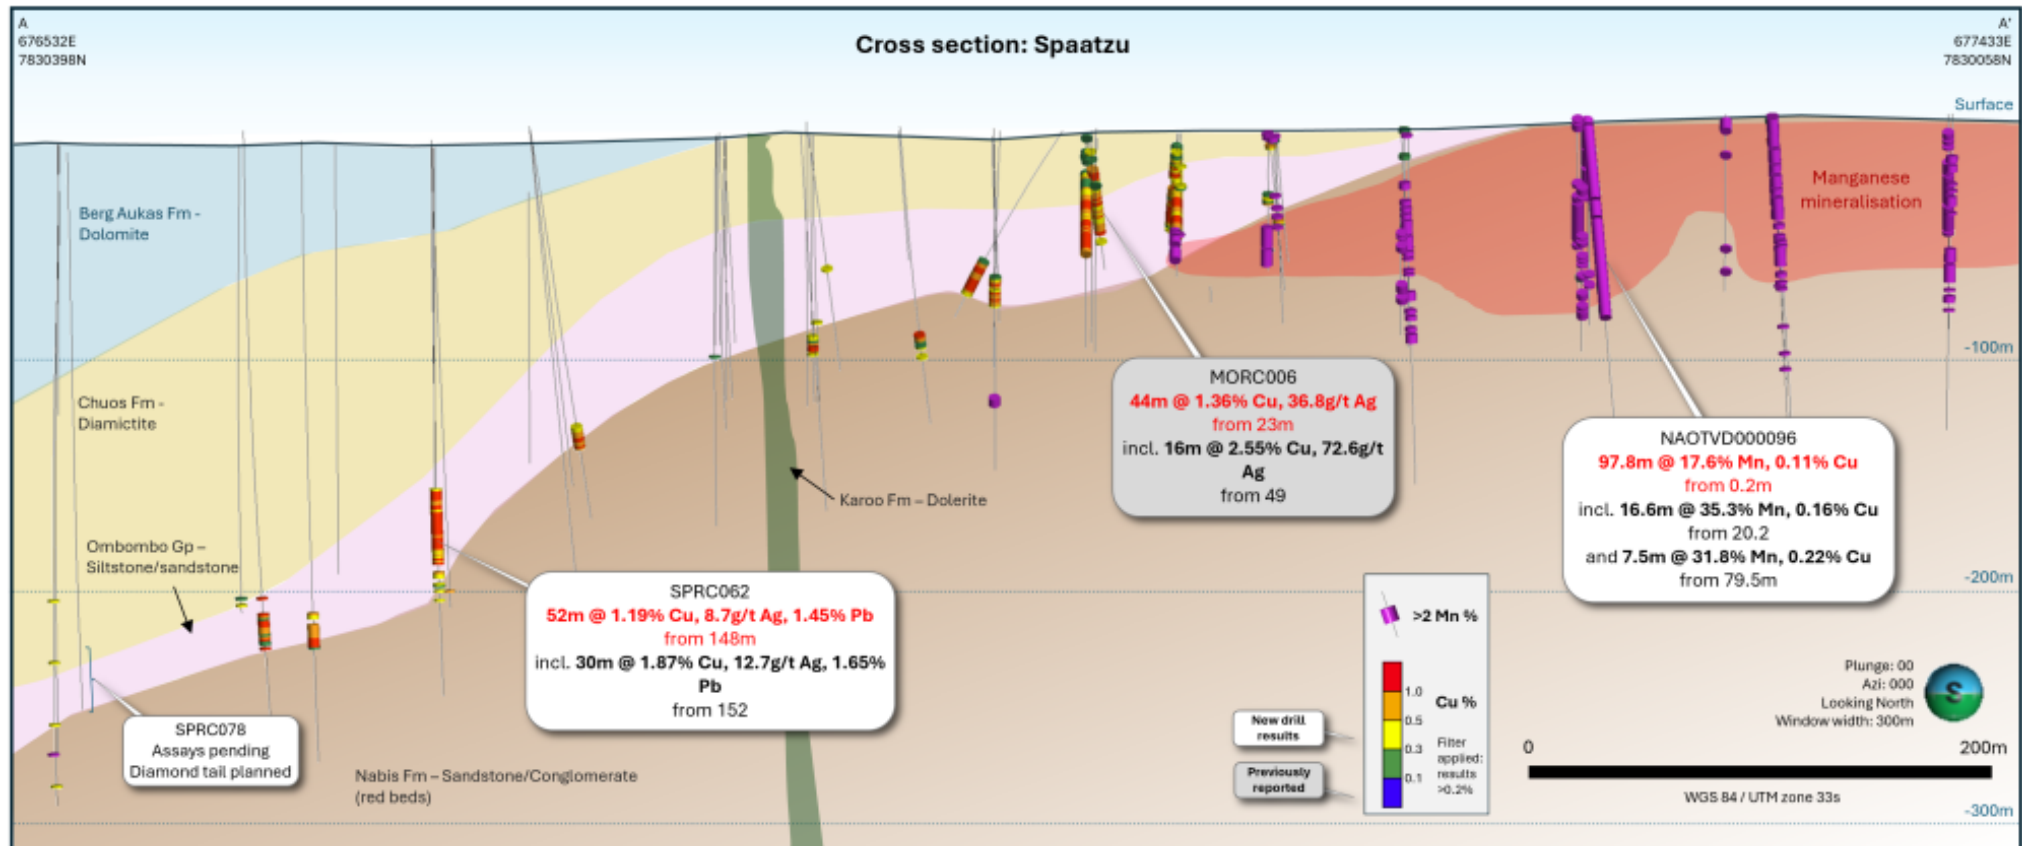 A
676532E
7830398N
Cross section: Spaatzu
A'
677433E
7830058N
Surface
Berg Aukas Fm -
Dolomite
Manganese
mineralisation
-100m
Chuos Fm -
Diamictite
MORC006
44m @ 1.36% Cu, 36.8g/t Ag
from 23m
incl. 16m @ 2.55% Cu, 72.6g/t
Ag
from 49
NAOTVD000096
97.8m @ 17.6% Mn, 0.11% Cu
from 0.2m
incl. 16.6m @ 35.3% Mn, 0.16% Cu
from 20.2
and 7.5m @ 31.8% Mn, 0.22% Cu
from 79.5m
Karoo Fm – Dolerite
Ombombo Gp –
Siltstone/sandstone
-200m
SPRC062
52m @ 1.19% Cu, 8.7g/t Ag, 1.45% Pb
from 148m
incl. 30m @ 1.87% Cu, 12.7g/t Ag, 1.65%
Pb
from 152
>2 Mn %
1.0
Cu %
0.5
0.3
0.1
Filter
applied:
results
>0.2%
Plunge: 00
Azi: 000
Looking North
Window width: 300m
S
SPRC078
Assays pending
Diamond tail planned
New drill
results
Previously
reported
0
200m
WGS 84 / UTM zone 33s
Nabis Fm – Sandstone/Conglomerate
(red beds)
-300m